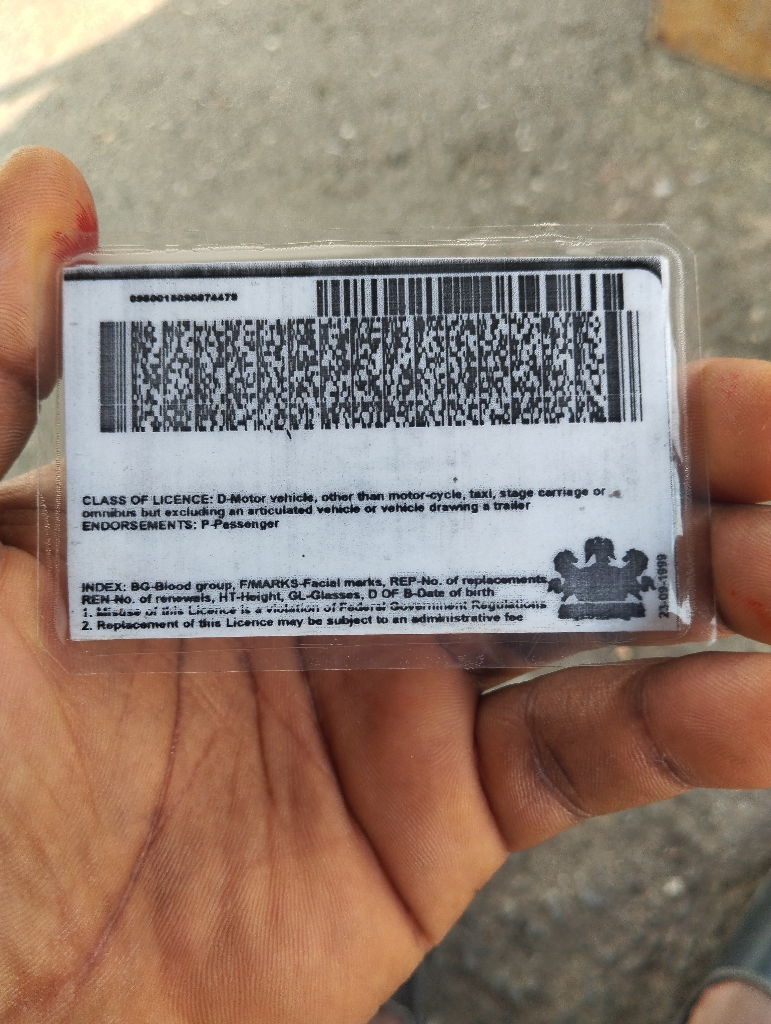 096001509067 4479
CLASS OF LICENCE: D-Motor vehicle, other than motor-cycle, taxi, stage carriage or
omnibus but excluding an articulated vehicle or vehicle drawing a trailer
ENDORSEMENTS: P-Passenger
INDEX: BG-Blood group, F/MARKS-Facial marks, REP-No. of replacements,
REN-No. of renewals, HT-Height, GL-Glasses, D OF B-Date of birth
1. Misuse of this Licence is a violation of Federal Government Regulations
2. Replacement of this Licence may be subject to an administrative fee
23-09-1999